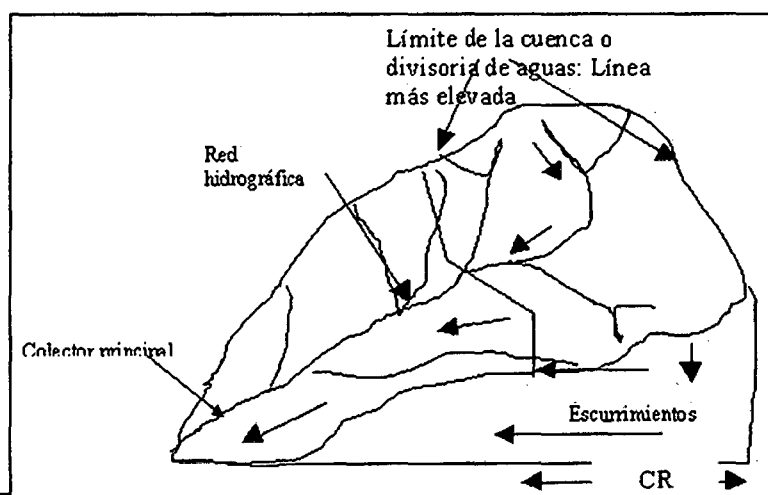 Límite de la cuenca o
divisoria de aguas: Línea
más elevada
Red
hidrográfica
Colector principal
Escurrimientos
CR